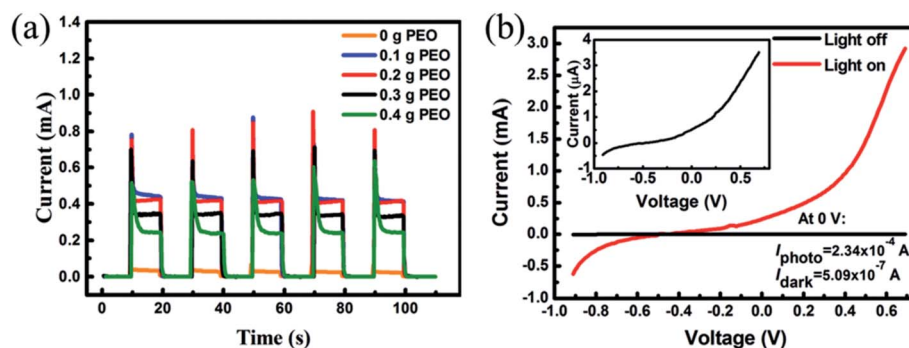 (a)
1.4
1.2
1.0
0.8
0.6
0.4
0.2
0.0
Current (mA)
0 g PEO
0.1 g PEO
0.2 g PEO
0.3 g PEO
0.4 g PEO
0 20 40 60 80 100
Time (s)
(b)
3.0
2.5
2.0
1.5
1.0
0.5
0.0
-0.5
-1.0
Current (mA)
Light off
Light on
4
3
2
1
0
-1
Current (μA)
-1.0 -0.5 0.0 0.5
Voltage (V)
At 0 V:
Iphoto=2.34x10-4 A
Idark=5.09x10-7 A
-1.0 -0.8 -0.6 -0.4 -0.2 0.0 0.2 0.4 0.6
Voltage (V)